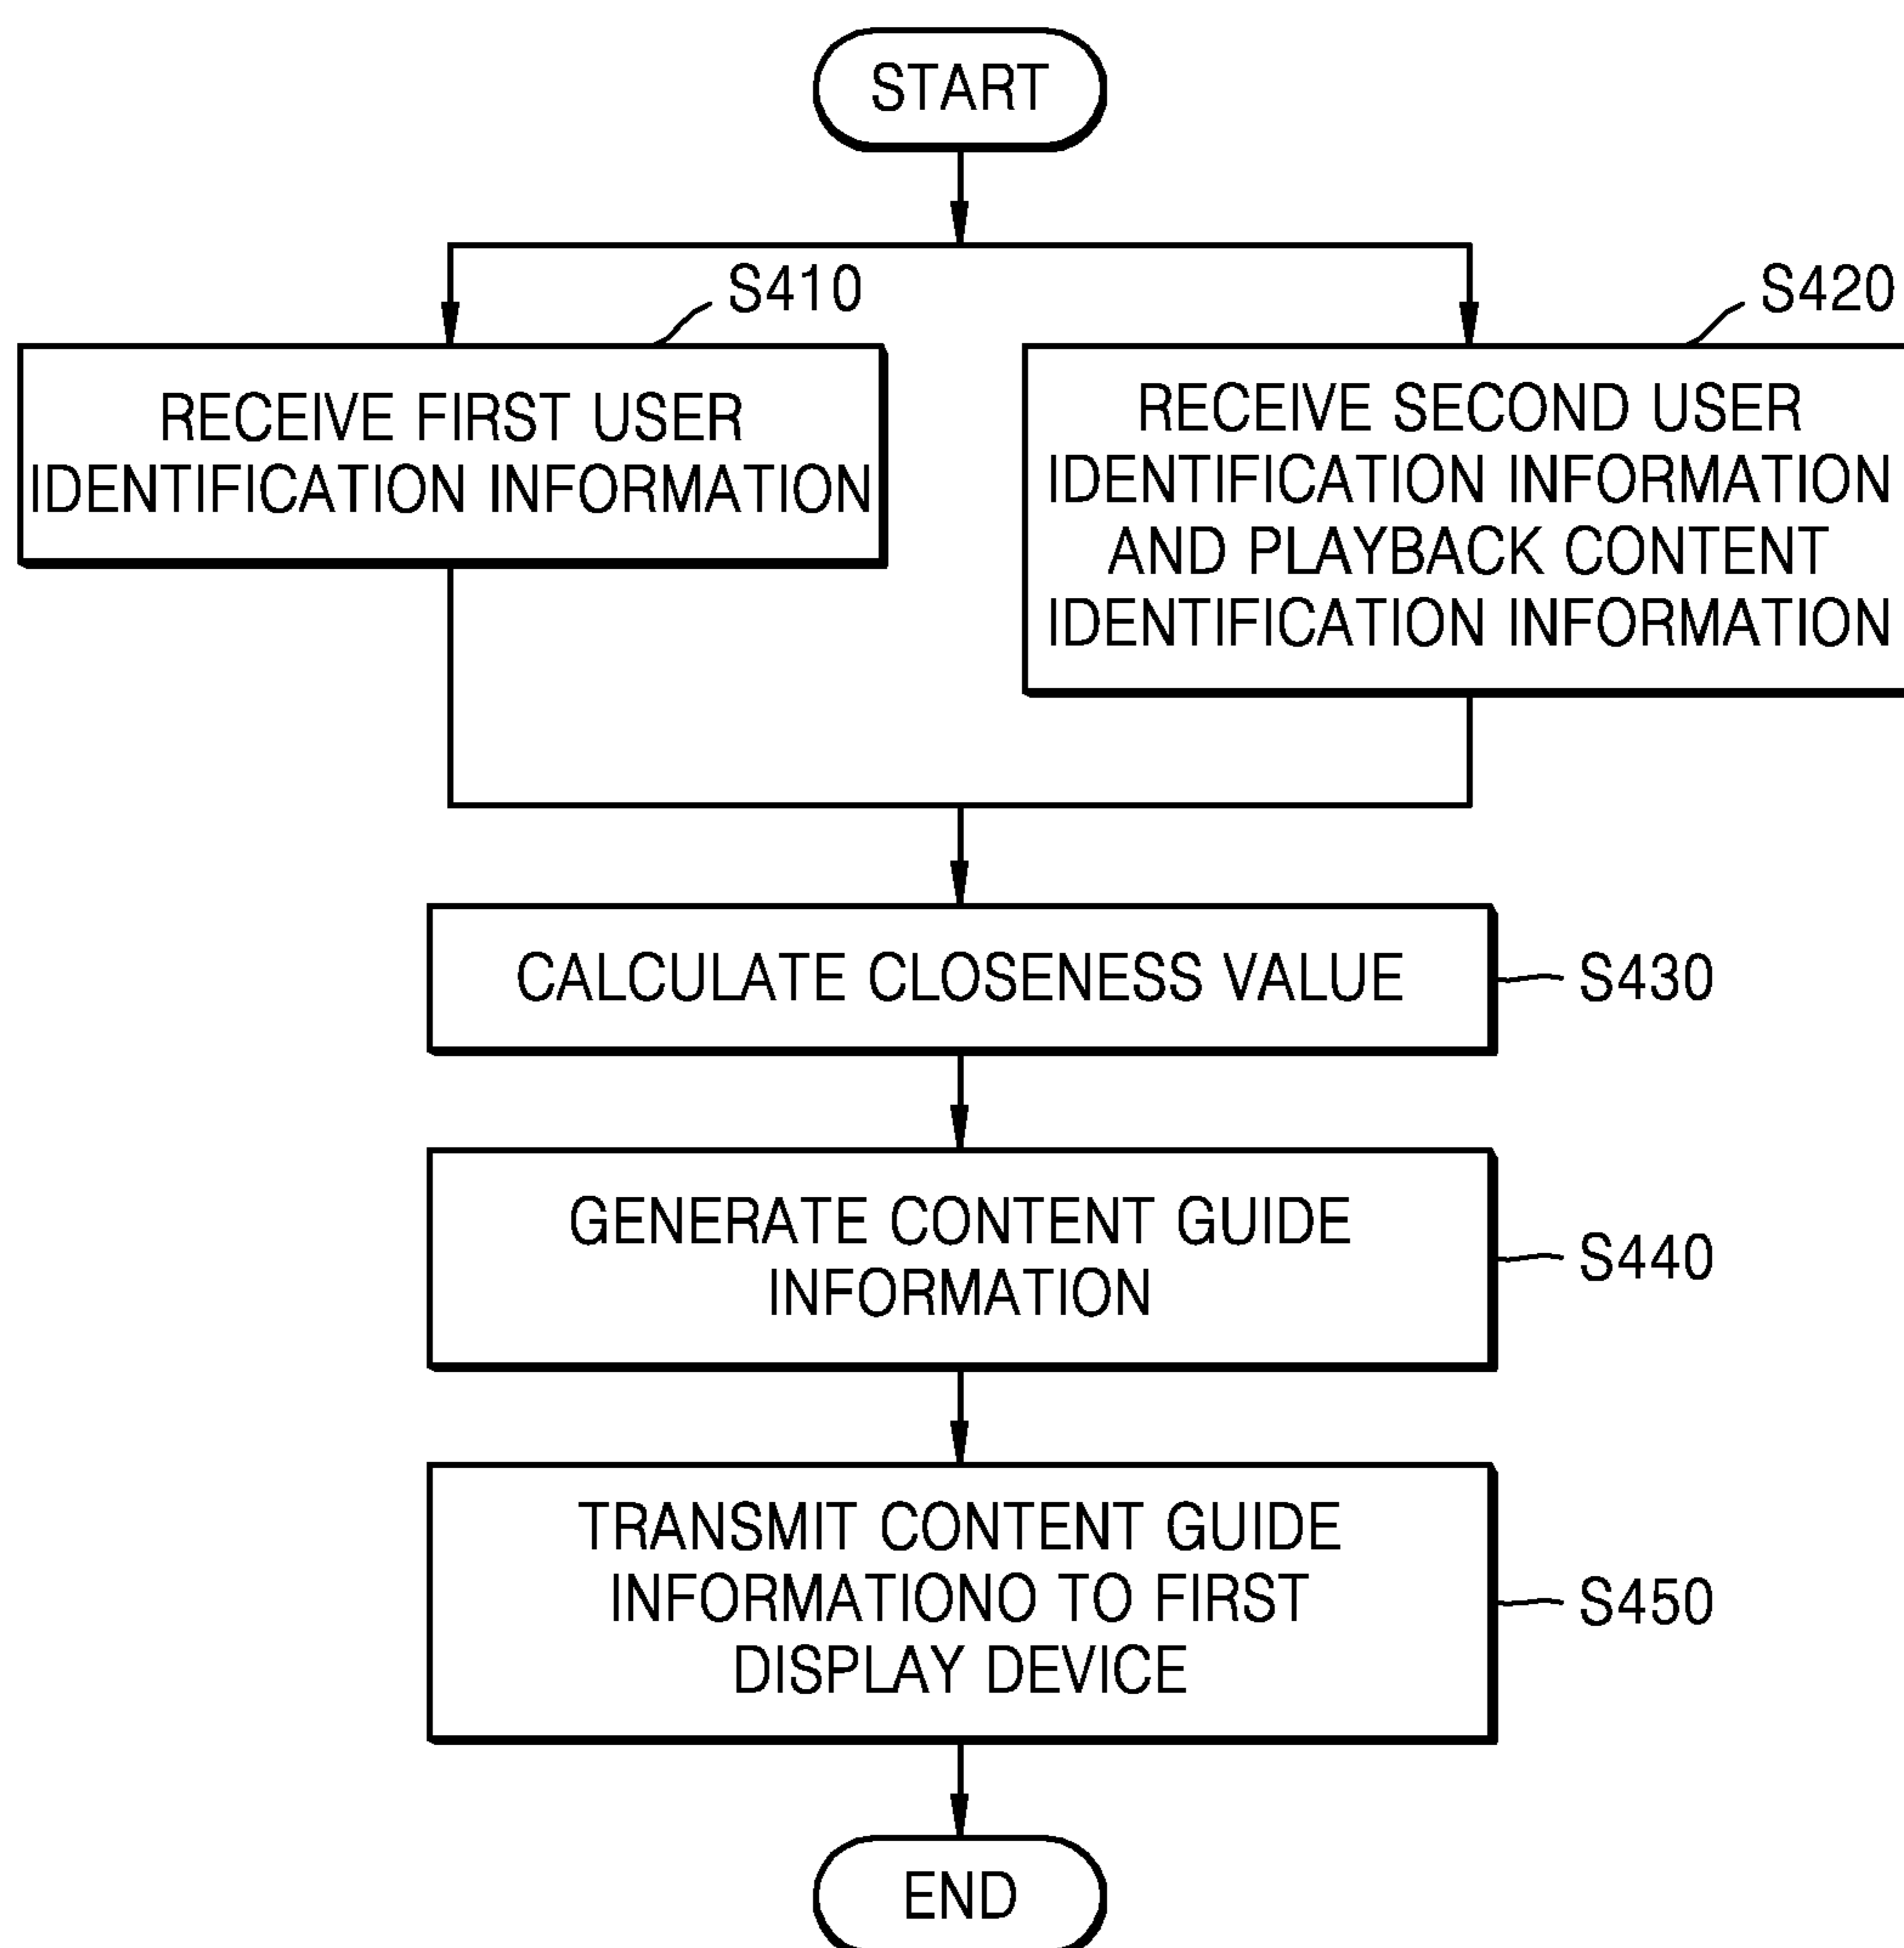 START
S410
S420
RECEIVE FIRST USER
IDENTIFICATION INFORMATION
RECEIVE SECOND USER
IDENTIFICATION INFORMATION
AND PLAYBACK CONTENT
IDENTIFICATION INFORMATION
CALCULATE CLOSENESS VALUE
S430
GENERATE CONTENT GUIDE
INFORMATION
S440
TRANSMIT CONTENT GUIDE
INFORMATIONO TO FIRST
DISPLAY DEVICE
S450
END